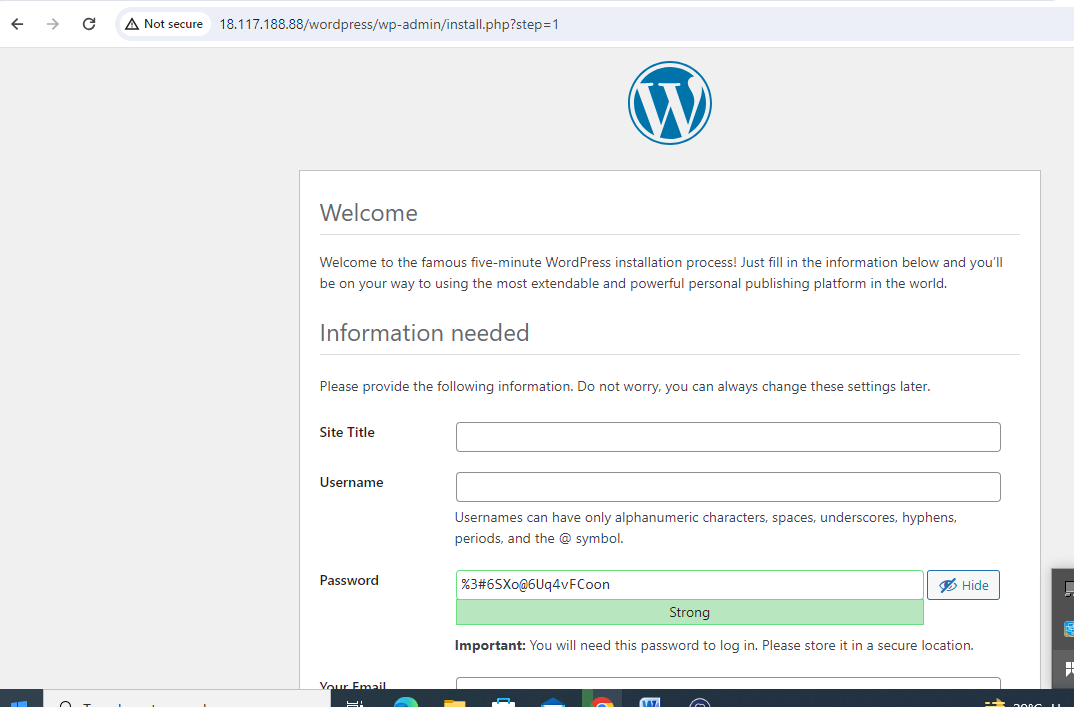 Not secure 18.117.188.88/wordpress/wp-admin/install.php?step=1
Welcome
Welcome to the famous five-minute WordPress installation process! Just fill in the information below and you’ll
be on your way to using the most extendable and powerful personal publishing platform in the world.
Information needed
Please provide the following information. Do not worry, you can always change these settings later.
Site Title
Username
Usernames can have only alphanumeric characters, spaces, underscores, hyphens,
periods, and the @ symbol.
Password %3#6SXo@6Uq4vFCoon Hide
Strong
Important: You will need this password to log in. Please store it in a secure location.
Your Email